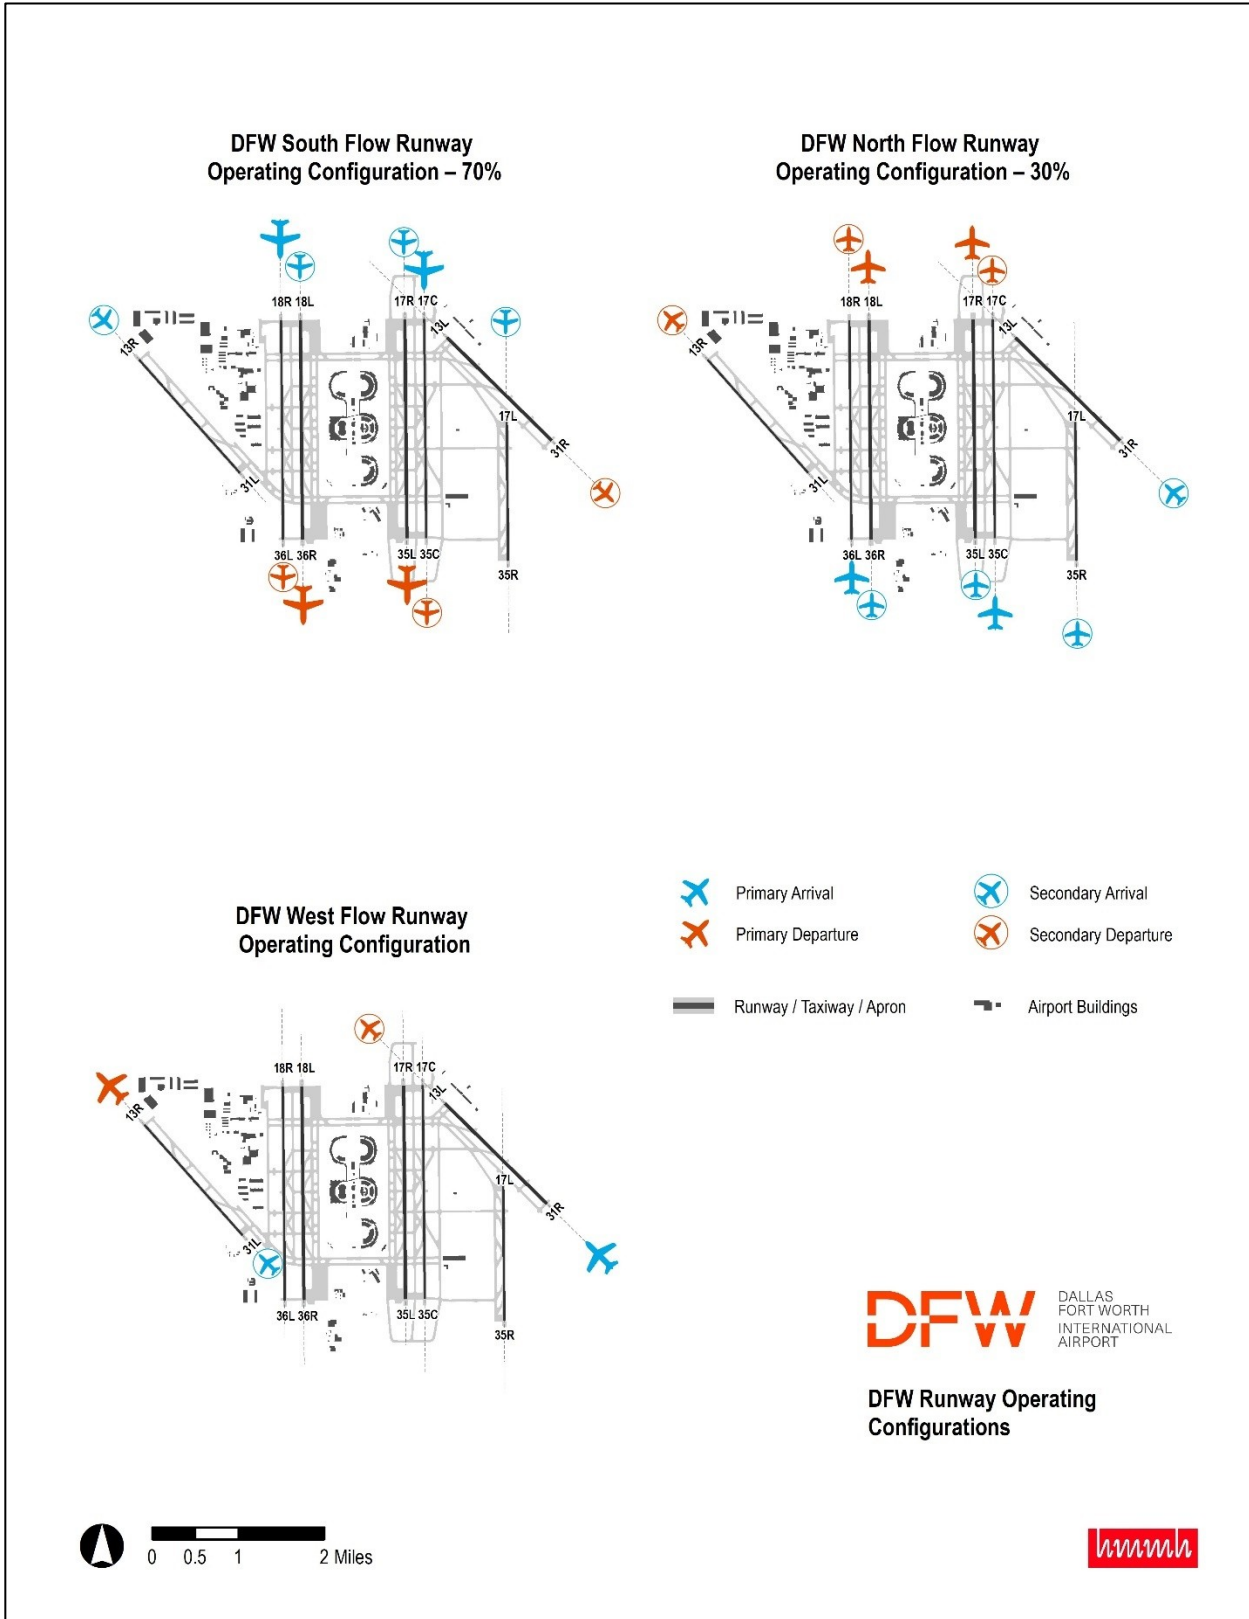 DFW South Flow Runway
Operating Configuration – 70%
18R 18L
17R 17C
13L
13R
17L
31R
31L
36L 36R
35L 35C
35R
DFW North Flow Runway
Operating Configuration – 30%
18R 18L
17R 17C
13L
13R
17L
31R
31L
36L 36R
35L 35C
35R
Primary Arrival
Secondary Arrival
Primary Departure
Secondary Departure
Runway / Taxiway / Apron
Airport Buildings
DFW West Flow Runway
Operating Configuration
18R 18L
17R 17C
13L
13R
17L
31R
31L
36L 36R
35L 35C
35R
DFW
DALLAS
FORT WORTH
INTERNATIONAL
AIRPORT
DFW Runway Operating
Configurations
0 0.5 1 2 Miles
hmmh